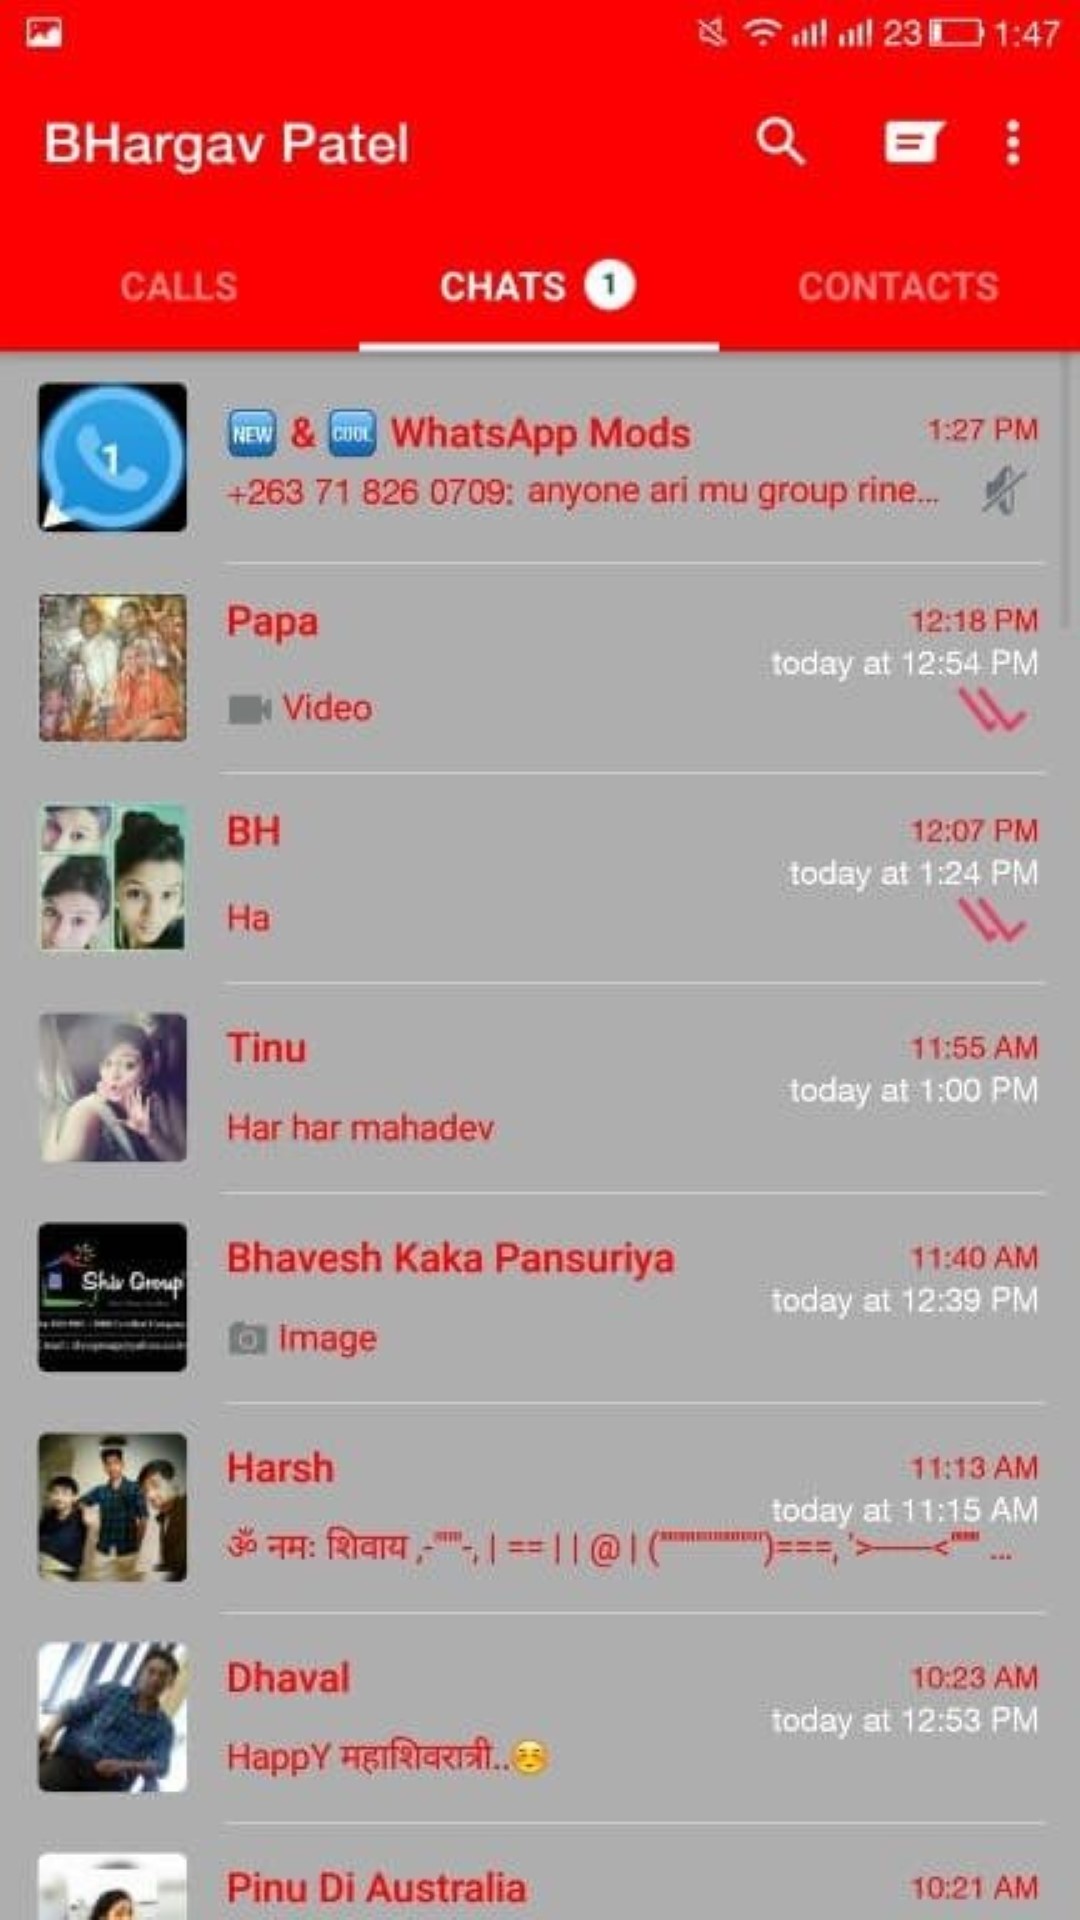 23 1:47
BHargav Patel
CALLS
CHATS 1
CONTACTS
1
🆕 & 🆒 WhatsApp Mods 1:27 PM
+263 71 826 0709: anyone ari mu group rine...
Papa 12:18 PM
today at 12:54 PM
Video
BH 12:07 PM
today at 1:24 PM
Ha
Tinu 11:55 AM
today at 1:00 PM
Har har mahadev
Shiv Group
Bhavesh Kaka Pansuriya 11:40 AM
today at 12:39 PM
Image
Harsh 11:13 AM
today at 11:15 AM
ॐ नमः शिवाय ,-""-, | == | | @ | ("""""""""""")===, '>——<"" ...
Dhaval 10:23 AM
today at 12:53 PM
HappY महाशिवरात्री..☺️
Pinu Di Australia 10:21 AM